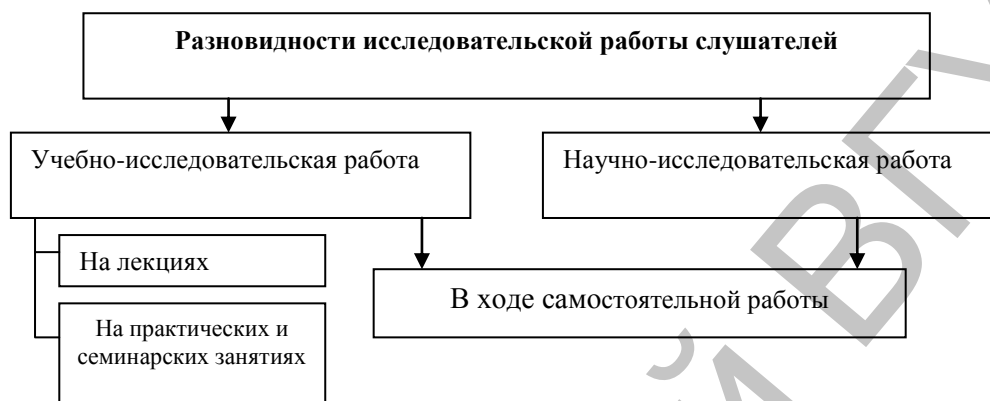 Разновидности исследовательской работы слушателей
Учебно-исследовательская работа
Научно-исследовательская работа
На лекциях
В ходе самостоятельной работы
На практических и
семинарских занятиях